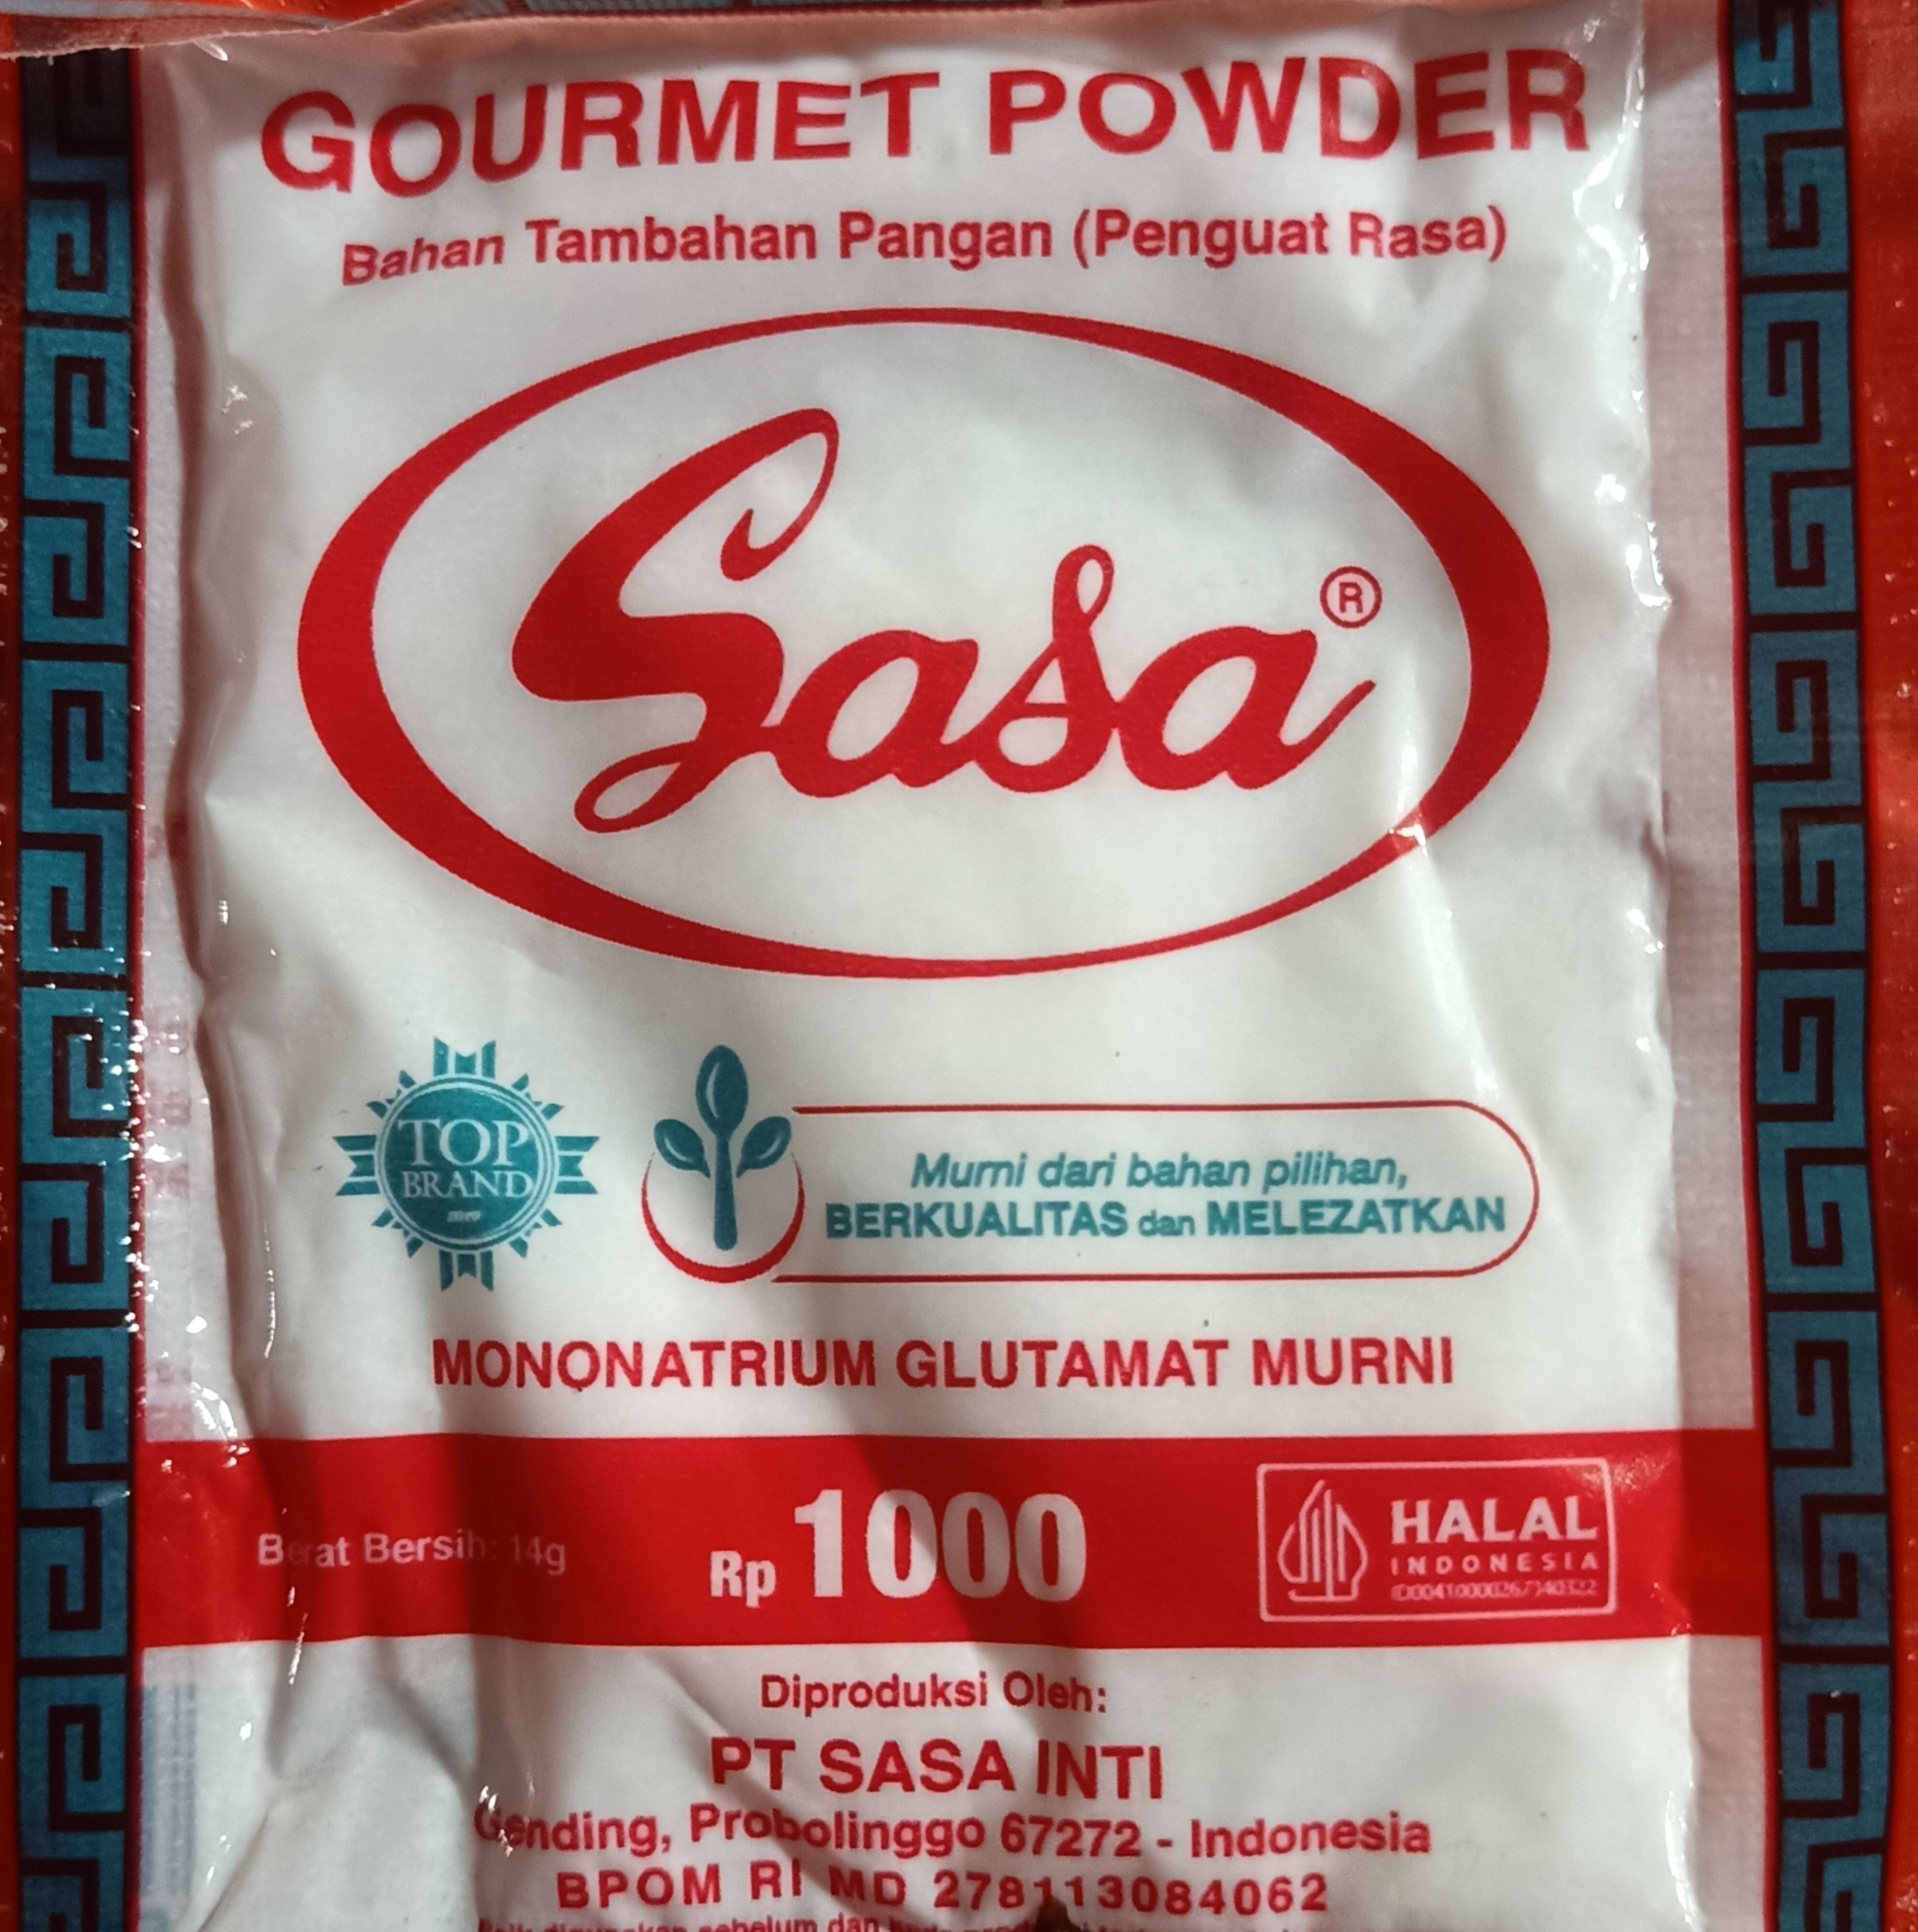 GOURMET POWDER
Bahan Tambahan Pangan (Penguat Rasa)
Sasa®
TOP
BRAND
Murni dari bahan pilihan,
BERKUALITAS dan MELEZATKAN
MONONATRIUM GLUTAMAT MURNI
Berat Bersih: 14g
Rp 1000
HALAL
INDONESIA
Diproduksi Oleh:
PT SASA INTI
Gending, Probolinggo 67272 - Indonesia
BPOM RI MD 278113084062
sebelum dan